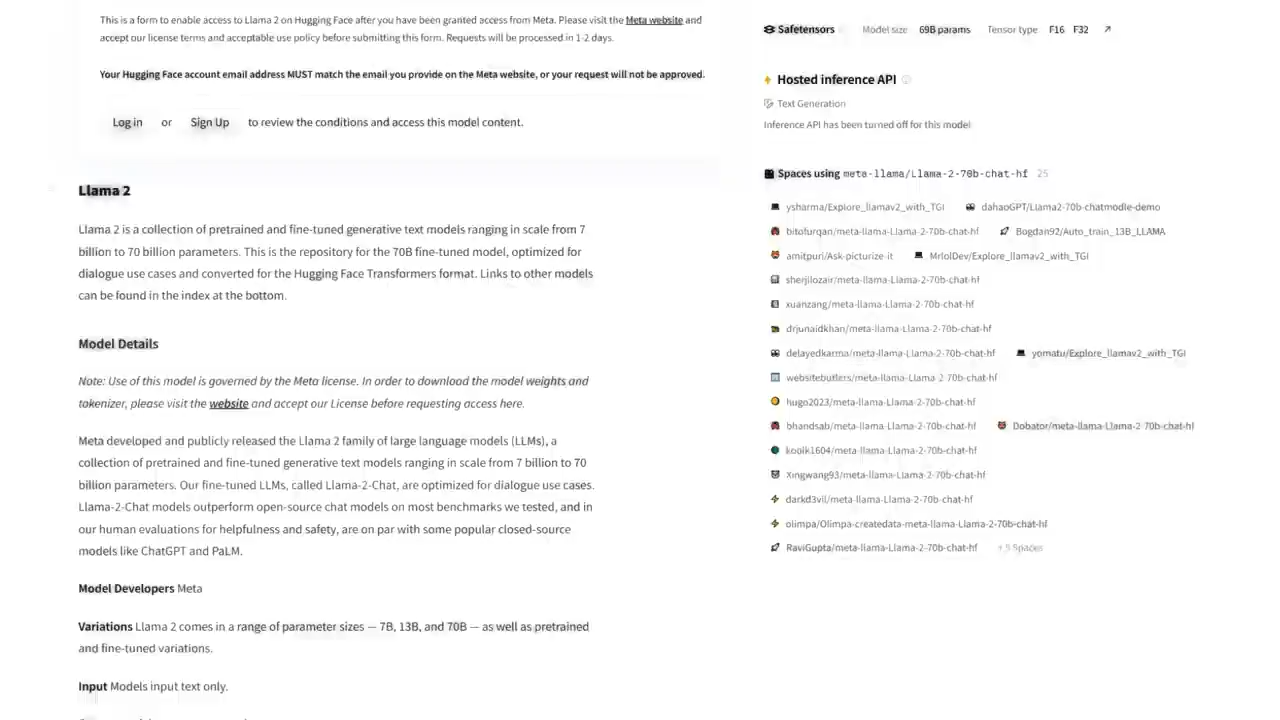 This is a form to enable access to Llama 2 on Hugging Face after you have been granted access from Meta. Please visit the Meta website and
accept our license terms and acceptable use policy before submitting this form. Requests will be processed in 1-2 days.
Your Hugging Face account email address MUST match the email you provide on the Meta website, or your request will not be approved.
Log in or Sign Up to review the conditions and access this model content.
Llama 2
Llama 2 is a collection of pretrained and fine-tuned generative text models ranging in scale from 7
billion to 70 billion parameters. This is the repository for the 70B fine-tuned model, optimized for
dialogue use cases and converted for the Hugging Face Transformers format. Links to other models
can be found in the index at the bottom.
Model Details
Note: Use of this model is governed by the Meta license. In order to download the model weights and
tokenizer, please visit the website and accept our License before requesting access here.
Meta developed and publicly released the Llama 2 family of large language models (LLMs), a
collection of pretrained and fine-tuned generative text models ranging in scale from 7 billion to 70
billion parameters. Our fine-tuned LLMs, called Llama-2-Chat, are optimized for dialogue use cases.
Llama-2-Chat models outperform open-source chat models on most benchmarks we tested, and in
our human evaluations for helpfulness and safety, are on par with some popular closed-source
models like ChatGPT and PaLM.
Model Developers Meta
Variations Llama 2 comes in a range of parameter sizes — 7B, 13B, and 70B — as well as pretrained
and fine-tuned variations.
Input Models input text only.
Safetensors Model size 69B params Tensor type F16 F32
Hosted inference API
Text Generation
Inference API has been turned off for this model
Spaces using meta-llama/Llama-2-70b-chat-hf 25
ysharma/Explore_llamav2_with_TGI dahaoGPT/Llama2-70b-chatmodle-demo
bitofurqan/meta-llama-Llama-2-70b-chat-hf Bogdan92/Auto_train_13B_LLAMA
amitpuri/Ask-picturize-it MrlolDev/Explore_llamav2_with_TGI
sherjilozair/meta-llama-Llama-2-70b-chat-hf
xuanzang/meta-llama-Llama-2-70b-chat-hf
drjunaidkhan/meta-llama-Llama-2-70b-chat-hf
delayedkarma/meta-llama-Llama-2-70b-chat-hf yomatu/Explore_llamav2_with_TGI
websitebutlers/meta-llama-Llama-2-70b-chat-hf
hugo2023/meta-llama-Llama-2-70b-chat-hf
bhandsab/meta-llama-Llama-2-70b-chat-hf Dobator/meta-llama-Llama-2-70b-chat-hf
kooik1604/meta-llama-Llama-2-70b-chat-hf
Xingwang93/meta-llama-Llama-2-70b-chat-hf
darkd3vil/meta-llama-Llama-2-70b-chat-hf
olimpa/Olimpa-createdata-meta-llama-Llama-2-70b-chat-hf
RaviGupta/meta-llama-Llama-2-70b-chat-hf + 5 Spaces